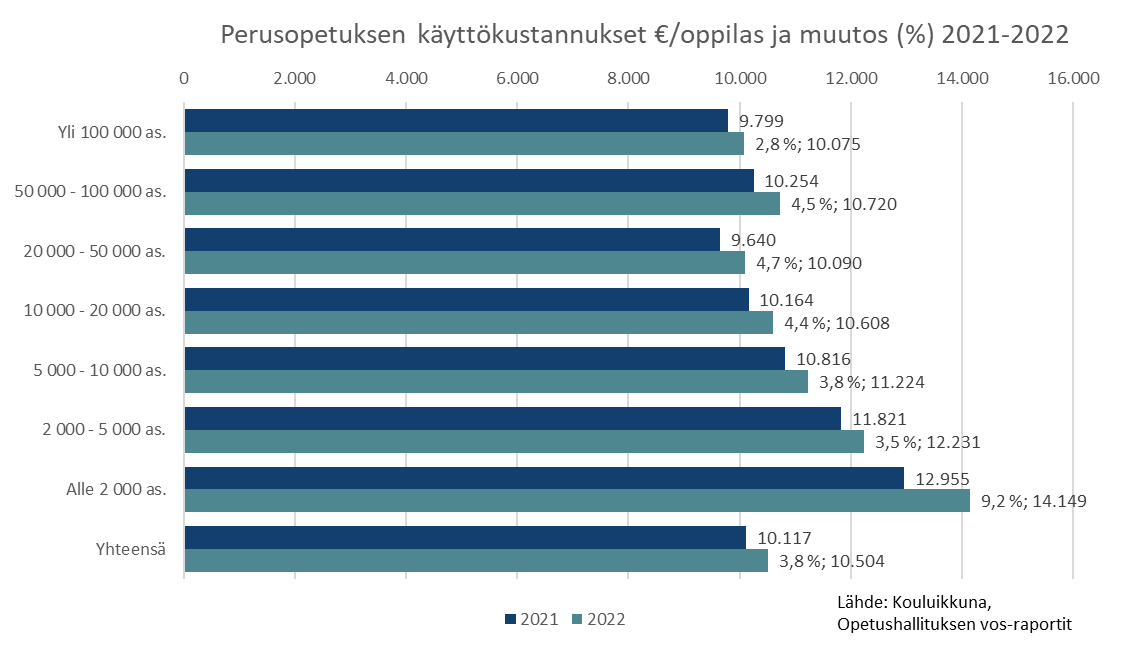 Perusopetuksen käyttökustannukset €/oppilas ja muutos (%) 2021-2022
0 2.000 4.000 6.000 8.000 10.000 12.000 14.000 16.000
Yli 100 000 as.
9.799
2,8 %; 10.075
50 000 - 100 000 as.
10.254
4,5 %; 10.720
20 000 - 50 000 as.
9.640
4,7 %; 10.090
10 000 - 20 000 as.
10.164
4,4 %; 10.608
5 000 - 10 000 as.
10.816
3,8 %; 11.224
2 000 - 5 000 as.
11.821
3,5 %; 12.231
Alle 2 000 as.
12.955
9,2 %; 14.149
Yhteensä
10.117
3,8 %; 10.504
2021 2022
Lähde: Kouluikkuna,
Opetushallituksen vos-raportit